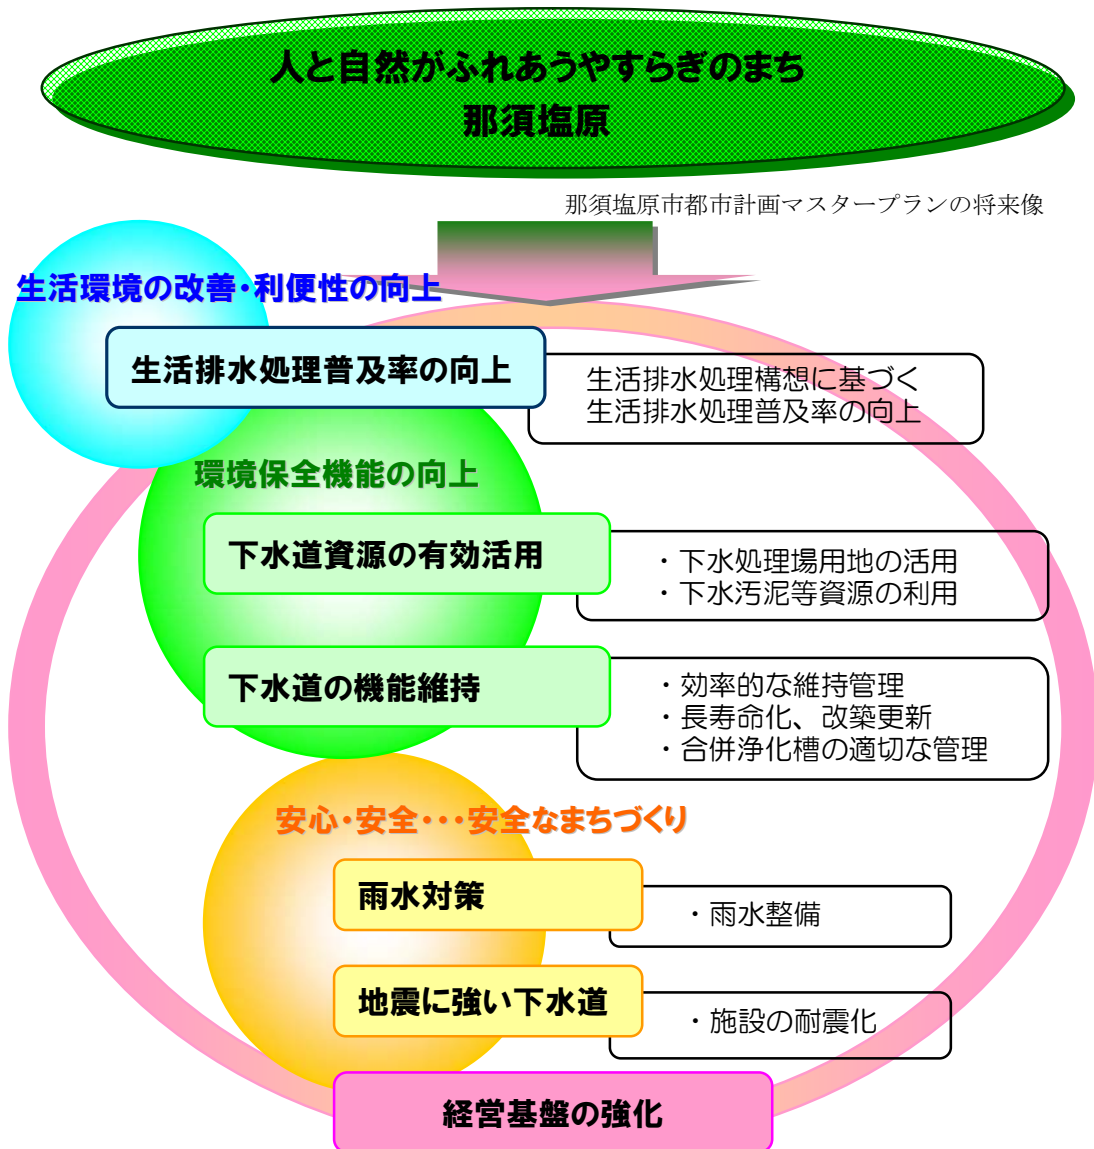 人と自然がふれあうやすらぎのまち
那須塩原
那須塩原市都市計画マスタープランの将来像
生活環境の改善・利便性の向上
生活排水処理普及率の向上
生活排水処理構想に基づく
生活排水処理普及率の向上
環境保全機能の向上
下水道資源の有効活用
・下水処理場用地の活用
・下水汚泥等資源の利用
下水道の機能維持
・効率的な維持管理
・長寿命化、改築更新
・合併浄化槽の適切な管理
安心・安全・・・安全なまちづくり
雨水対策
・雨水整備
地震に強い下水道
・施設の耐震化
経営基盤の強化